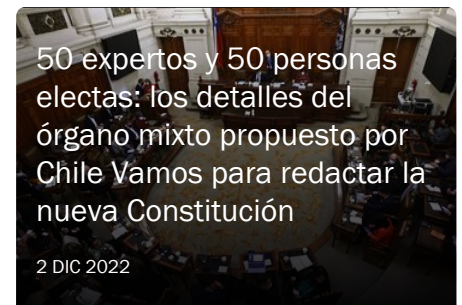 50 expertos y 50 personas
electas: los detalles del
órgano mixto propuesto por
Chile Vamos para redactar la
nueva Constitución
2 DIC 2022